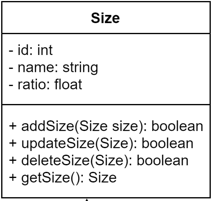 Size
- id: int
- name: string
- ratio: float
+ addSize(Size size): boolean
+ updateSize(Size): boolean
+ deleteSize(Size): boolean
+ getSize(): Size